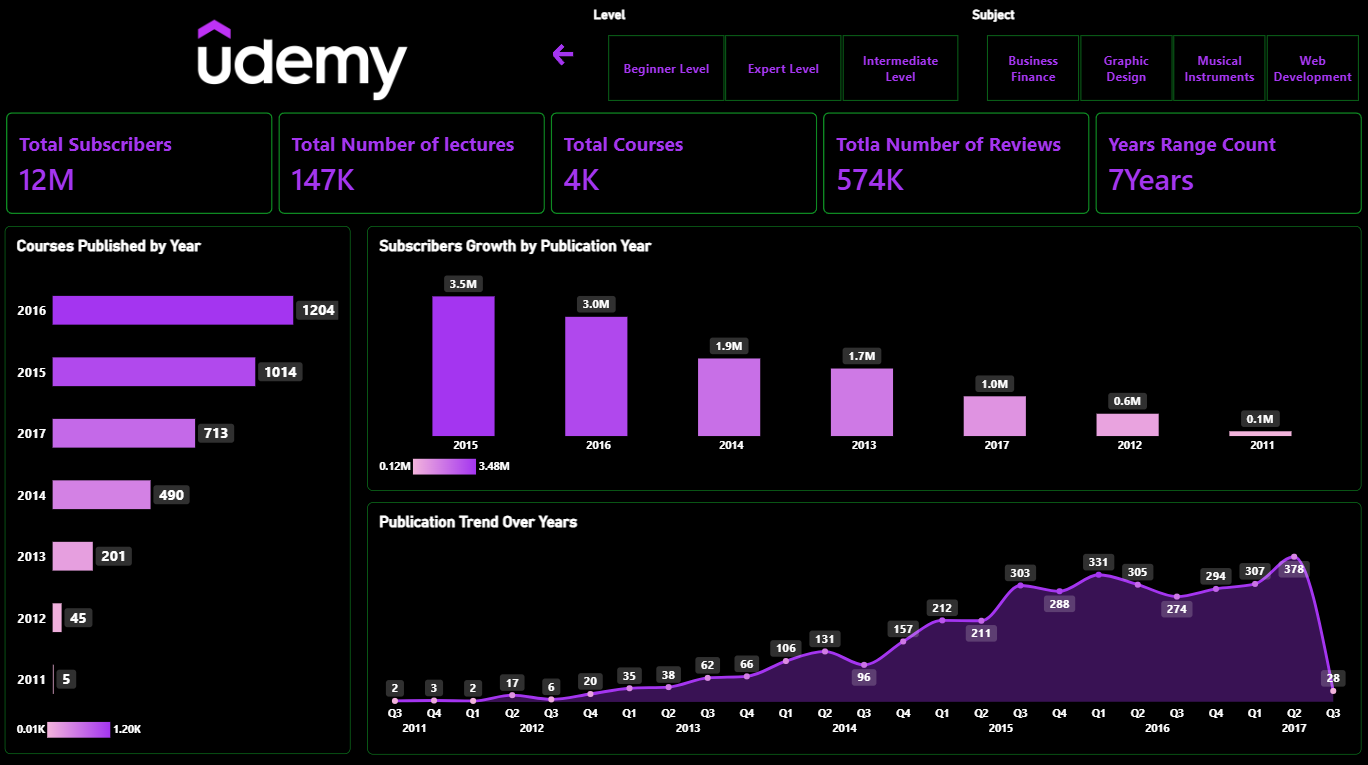 udemy
Level
Subject
Beginner Level
Expert Level
Intermediate
Level
Business
Finance
Graphic
Design
Musical
Instruments
Web
Development
Total Subscribers
12M
Total Number of lectures
147K
Total Courses
4K
Totla Number of Reviews
574K
Years Range Count
7Years
Courses Published by Year
2016 1204
2015 1014
2017 713
2014 490
2013 201
2012 45
2011 5
0.01K 1.20K
Subscribers Growth by Publication Year
3.5M 3.0M 1.9M 1.7M 1.0M 0.6M 0.1M
2015 2016 2014 2013 2017 2012 2011
0.12M 3.48M
Publication Trend Over Years
2 3 2 17 6 20 35 38 62 66 106 131 96 157 212 211 303 288 331 305 274 294 307 378 28
Q3 Q4 Q1 Q2 Q3 Q4 Q1 Q2 Q3 Q4 Q1 Q2 Q3 Q4 Q1 Q2 Q3 Q4 Q1 Q2 Q3 Q4 Q1 Q2 Q3
2011 2012 2013 2014 2015 2016 2017